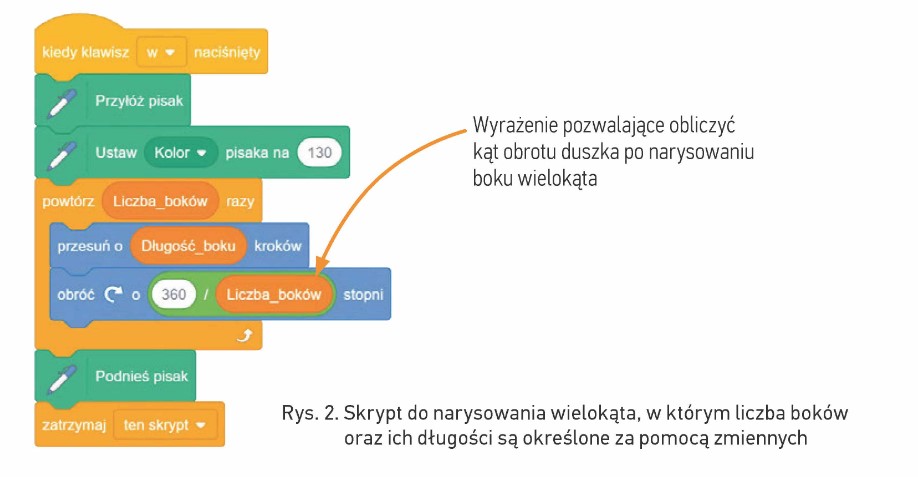 kiedy klawisz w naciśnięty
Przyłóż pisak
Ustaw Kolor pisaka na 130
powtórz Liczba_boków razy
przesuń o Długość_boku kroków
obróć o 360 / Liczba_boków stopni
Podnieś pisak
zatrzymaj ten skrypt
Wyrażenie pozwalające obliczyć
kąt obrotu duszka po narysowaniu
boku wielokąta
Rys. 2. Skrypt do narysowania wielokąta, w którym liczba boków
oraz ich długości są określone za pomocą zmiennych